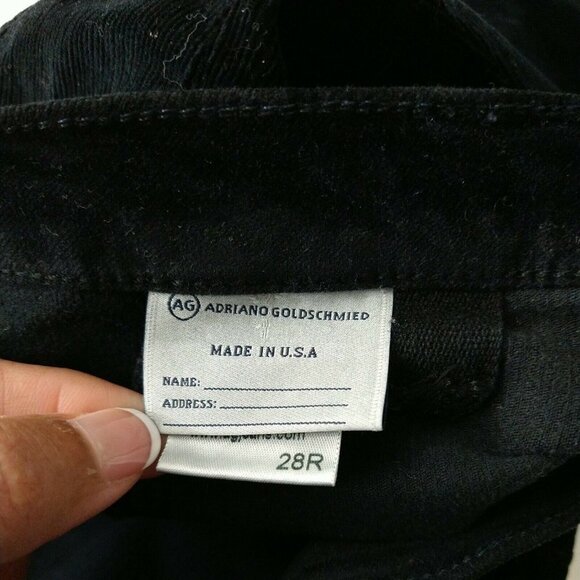 AG ADRIANO GOLDSCHMIED
MADE IN U.S.A
NAME:
ADDRESS:
28R